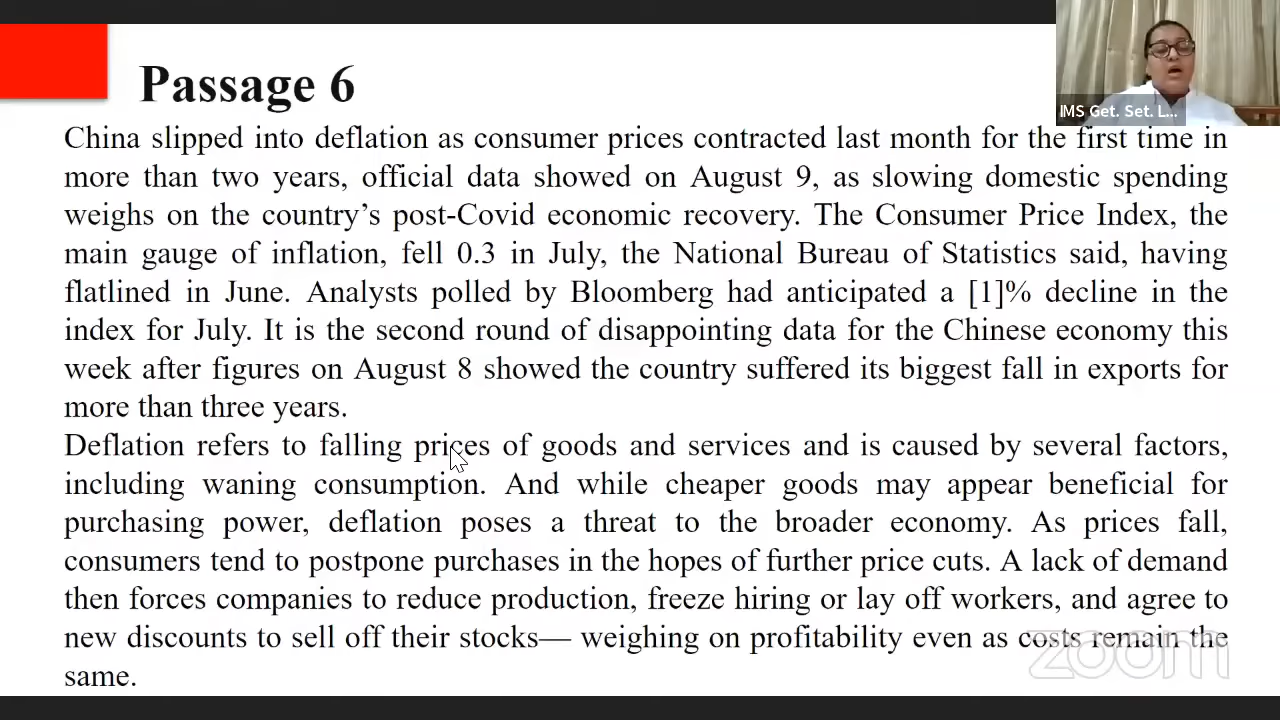 IMS Get. Set. L...
Passage 6
China slipped into deflation as consumer prices contracted last month for the first time in
more than two years, official data showed on August 9, as slowing domestic spending
weighs on the country’s post-Covid economic recovery. The Consumer Price Index, the
main gauge of inflation, fell 0.3 in July, the National Bureau of Statistics said, having
flatlined in June. Analysts polled by Bloomberg had anticipated a [1]% decline in the
index for July. It is the second round of disappointing data for the Chinese economy this
week after figures on August 8 showed the country suffered its biggest fall in exports for
more than three years.
Deflation refers to falling prices of goods and services and is caused by several factors,
including waning consumption. And while cheaper goods may appear beneficial for
purchasing power, deflation poses a threat to the broader economy. As prices fall,
consumers tend to postpone purchases in the hopes of further price cuts. A lack of demand
then forces companies to reduce production, freeze hiring or lay off workers, and agree to
new discounts to sell off their stocks— weighing on profitability even as costs remain the
same.
zoom